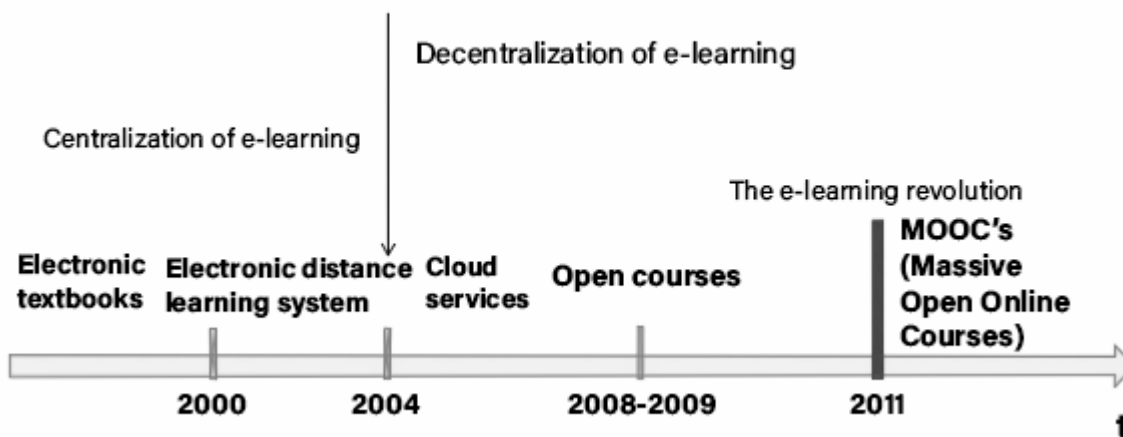 Decentralization of e-learning
Centralization of e-learning
The e-learning revolution
Electronic
textbooks
Electronic distance
learning system
Cloud
services
Open courses
MOOC's
(Massive
Open Online
Courses)
2000
2004
2008-2009
2011
t